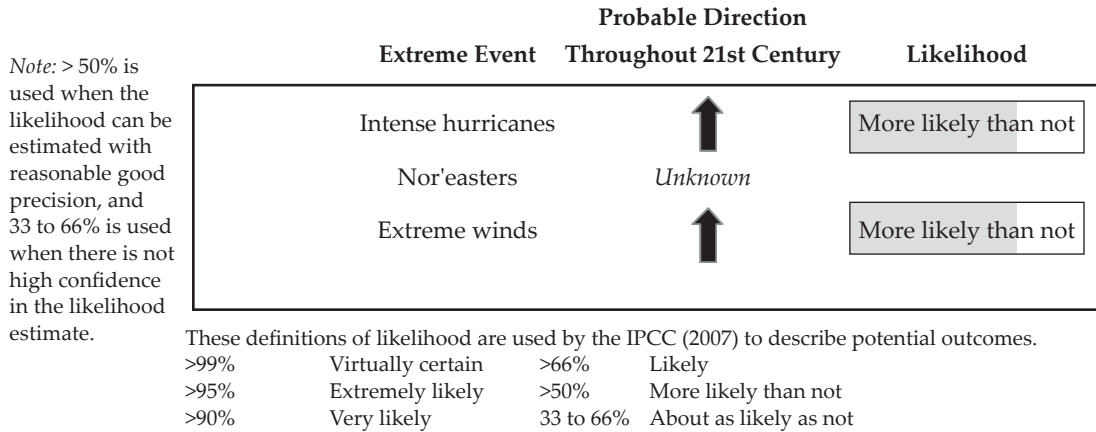 Probable Direction
Extreme Event Throughout 21st Century Likelihood
Note: > 50% is
used when the
likelihood can be
estimated with
reasonable good
precision, and
33 to 66% is used
when there is not
high confidence
in the likelihood
estimate.
Intense hurricanes More likely than not
Nor'easters Unknown
Extreme winds More likely than not
These definitions of likelihood are used by the IPCC (2007) to describe potential outcomes.
>99% Virtually certain >66% Likely
>95% Extremely likely >50% More likely than not
>90% Very likely 33 to 66% About as likely as not